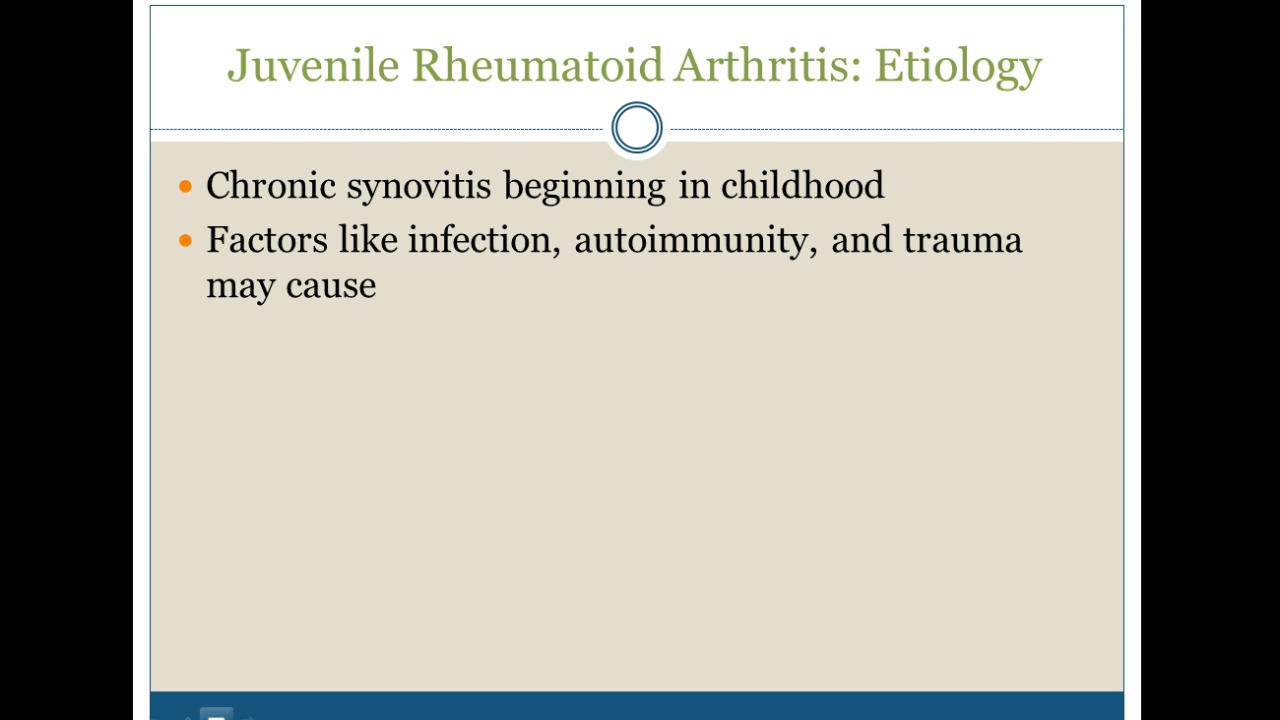 Juvenile Rheumatoid Arthritis: Etiology
• Chronic synovitis beginning in childhood
• Factors like infection, autoimmunity, and trauma
may cause